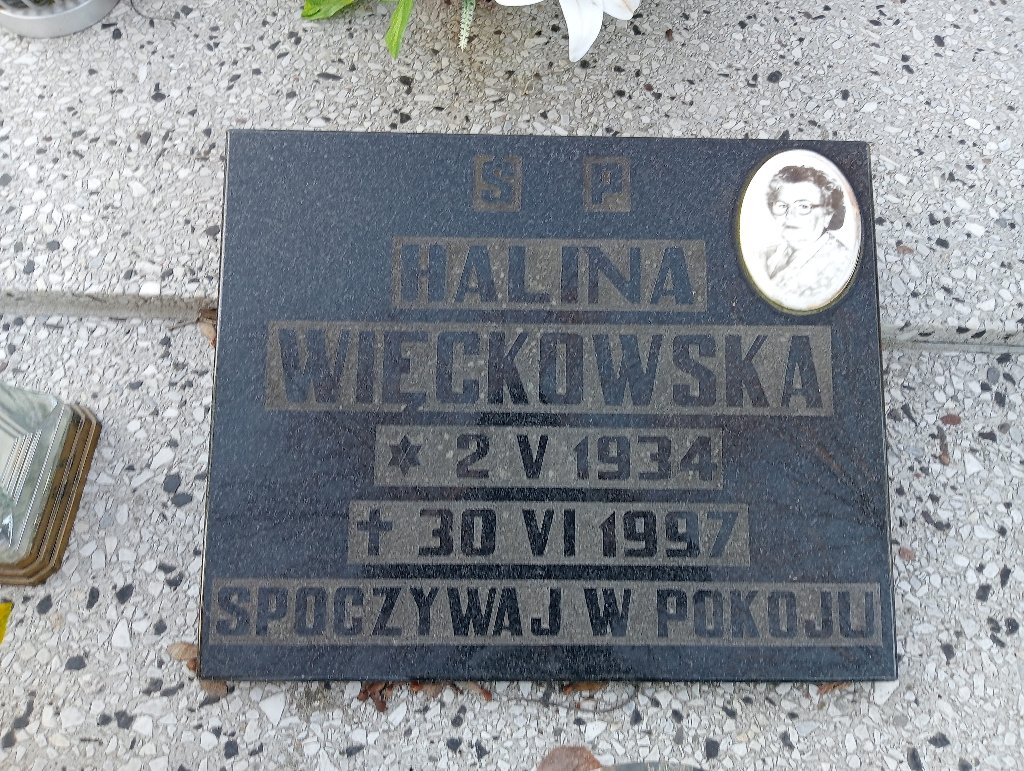 S P.
HALINA
WIĘCKOWSKA
* 2 V 1934
✝ 30 VI 1997
SPOCZYWAJ W POKOJU